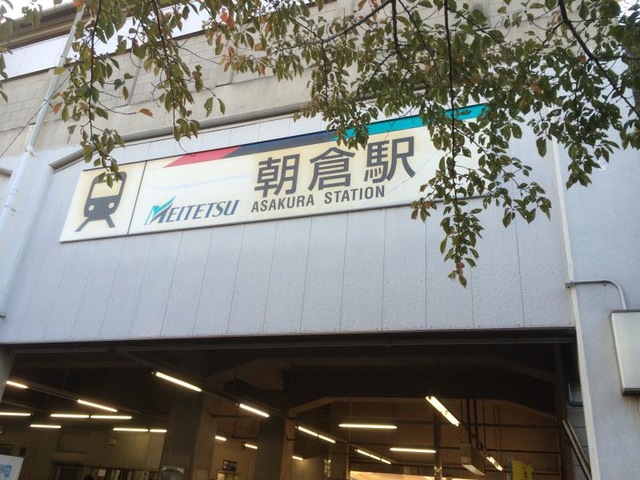 朝倉駅
MEITETSU ASAKURA STATION